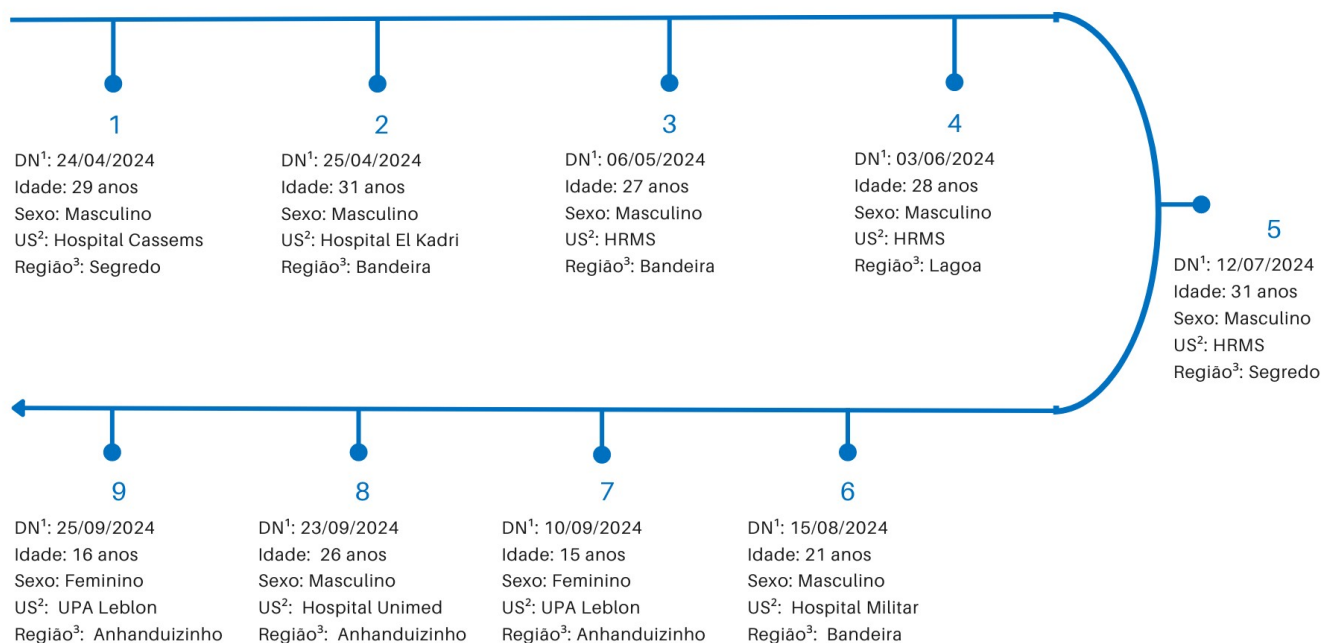 1
DN¹: 24/04/2024
Idade: 29 anos
Sexo: Masculino
US²: Hospital Cassems
Região³: Segredo
2
DN¹: 25/04/2024
Idade: 31 anos
Sexo: Masculino
US²: Hospital El Kadri
Região³: Bandeira
3
DN¹: 06/05/2024
Idade: 27 anos
Sexo: Masculino
US²: HRMS
Região³: Bandeira
4
DN¹: 03/06/2024
Idade: 28 anos
Sexo: Masculino
US²: HRMS
Região³: Lagoa
5
DN¹: 12/07/2024
Idade: 31 anos
Sexo: Masculino
US²: HRMS
Região³: Segredo
6
DN¹: 15/08/2024
Idade: 21 anos
Sexo: Masculino
US²: Hospital Militar
Região³: Bandeira
7
DN¹: 10/09/2024
Idade: 15 anos
Sexo: Feminino
US²: UPA Leblon
Região³: Anhanduizinho
8
DN¹: 23/09/2024
Idade: 26 anos
Sexo: Masculino
US²: Hospital Unimed
Região³: Anhanduizinho
9
DN¹: 25/09/2024
Idade: 16 anos
Sexo: Feminino
US²: UPA Leblon
Região³: Anhanduizinho